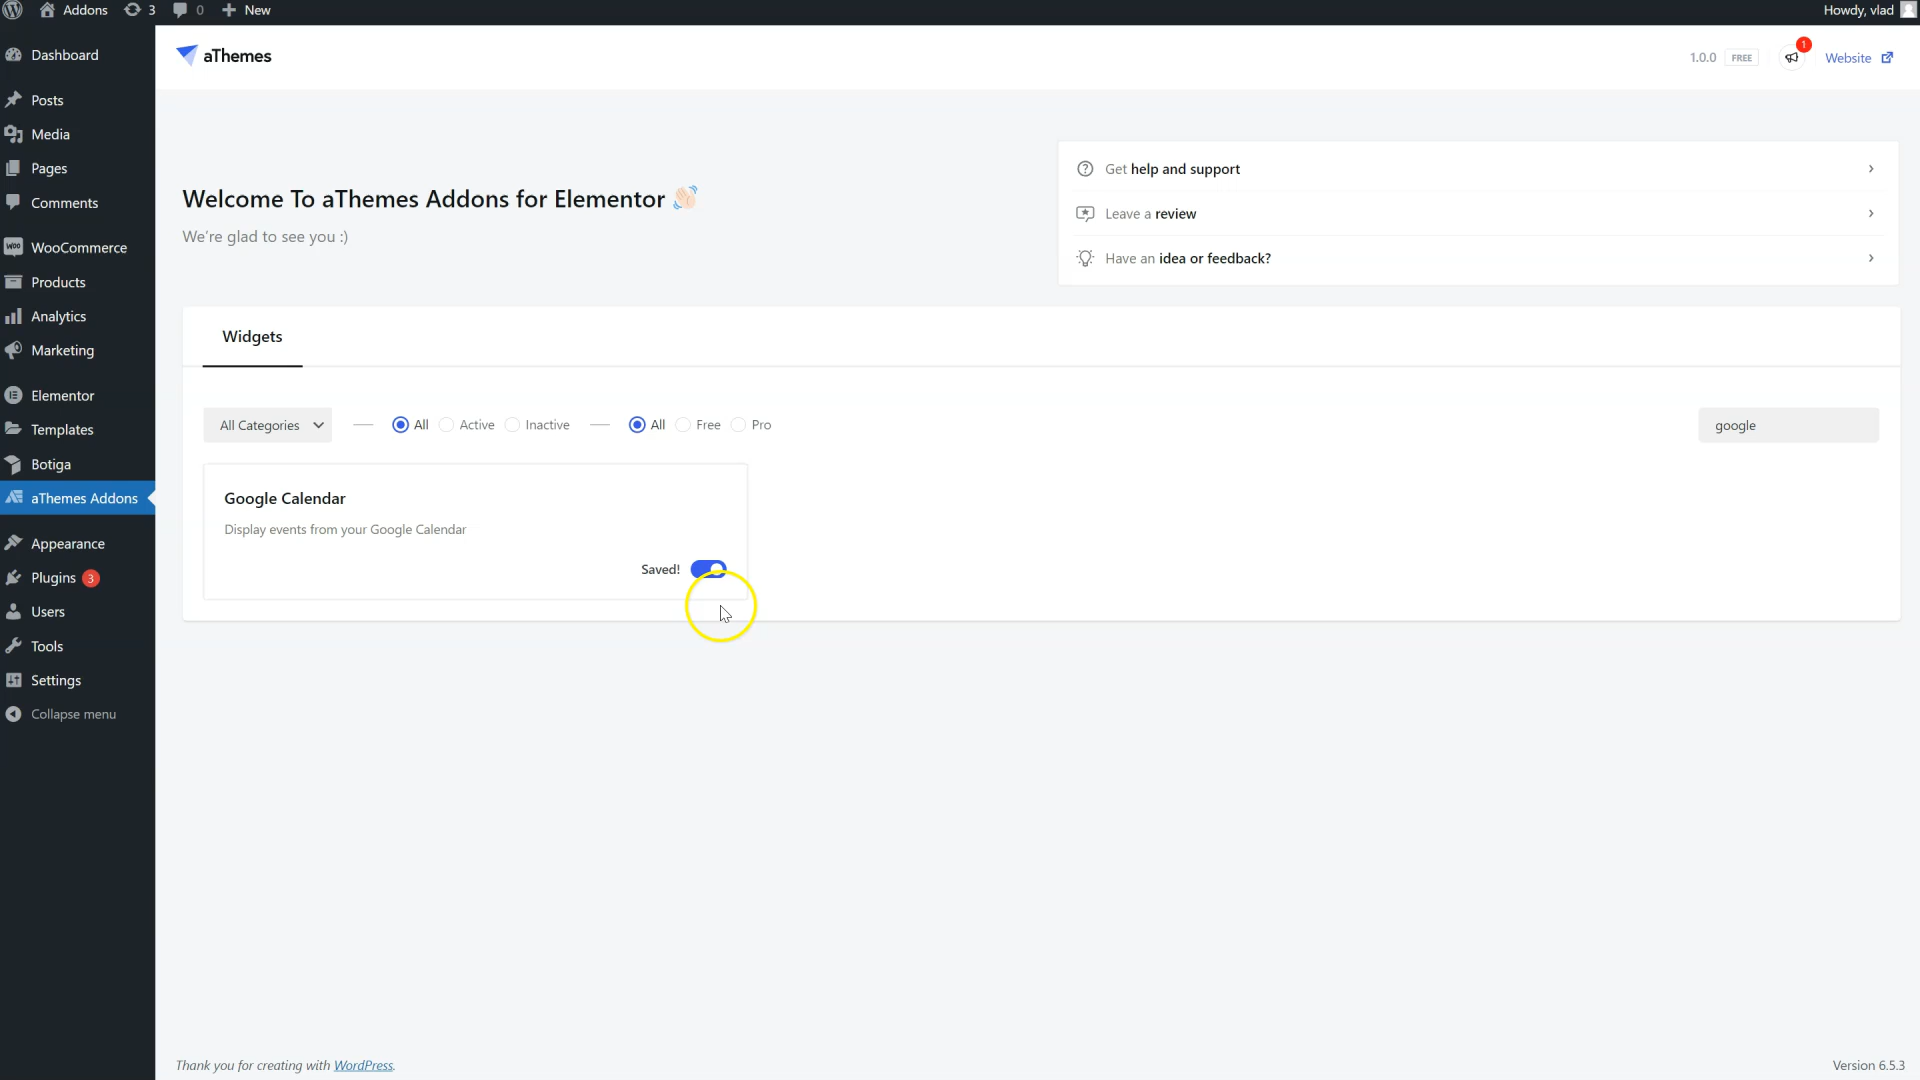 Addons 3 0 New Howdy, vlad
Dashboard
Posts
Media
Pages
Comments
WooCommerce
Products
Analytics
Marketing
Elementor
Templates
Botiga
aThemes Addons
Appearance
Plugins 3
Users
Tools
Settings
Collapse menu
aThemes
1.0.0 FREE 1 Website
Welcome To aThemes Addons for Elementor
We're glad to see you :)
Get help and support
Leave a review
Have an idea or feedback?
Widgets
All Categories All Active Inactive All Free Pro google
Google Calendar
Display events from your Google Calendar
Saved!
Thank you for creating with WordPress.
Version 6.5.3